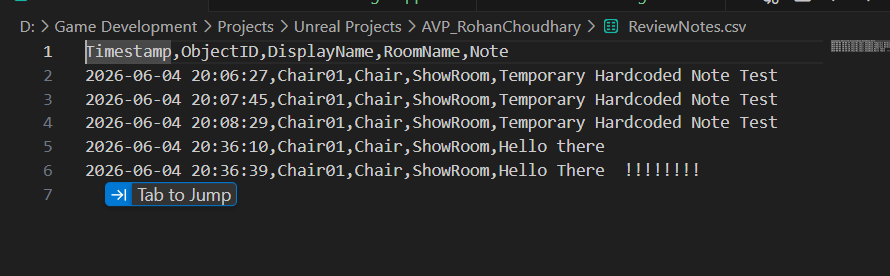 D: > Game Development > Projects > Unreal Projects > AVP_RohanChoudhary > ReviewNotes.csv
1 Timestamp,ObjectID,DisplayName,RoomName,Note
2 2026-06-04 20:06:27,Chair01,Chair,ShowRoom,Temporary Hardcoded Note Test
3 2026-06-04 20:07:45,Chair01,Chair,ShowRoom,Temporary Hardcoded Note Test
4 2026-06-04 20:08:29,Chair01,Chair,ShowRoom,Temporary Hardcoded Note Test
5 2026-06-04 20:36:10,Chair01,Chair,ShowRoom,Hello there
6 2026-06-04 20:36:39,Chair01,Chair,ShowRoom,Hello There  !!!!!!!!
7 Tab to Jump